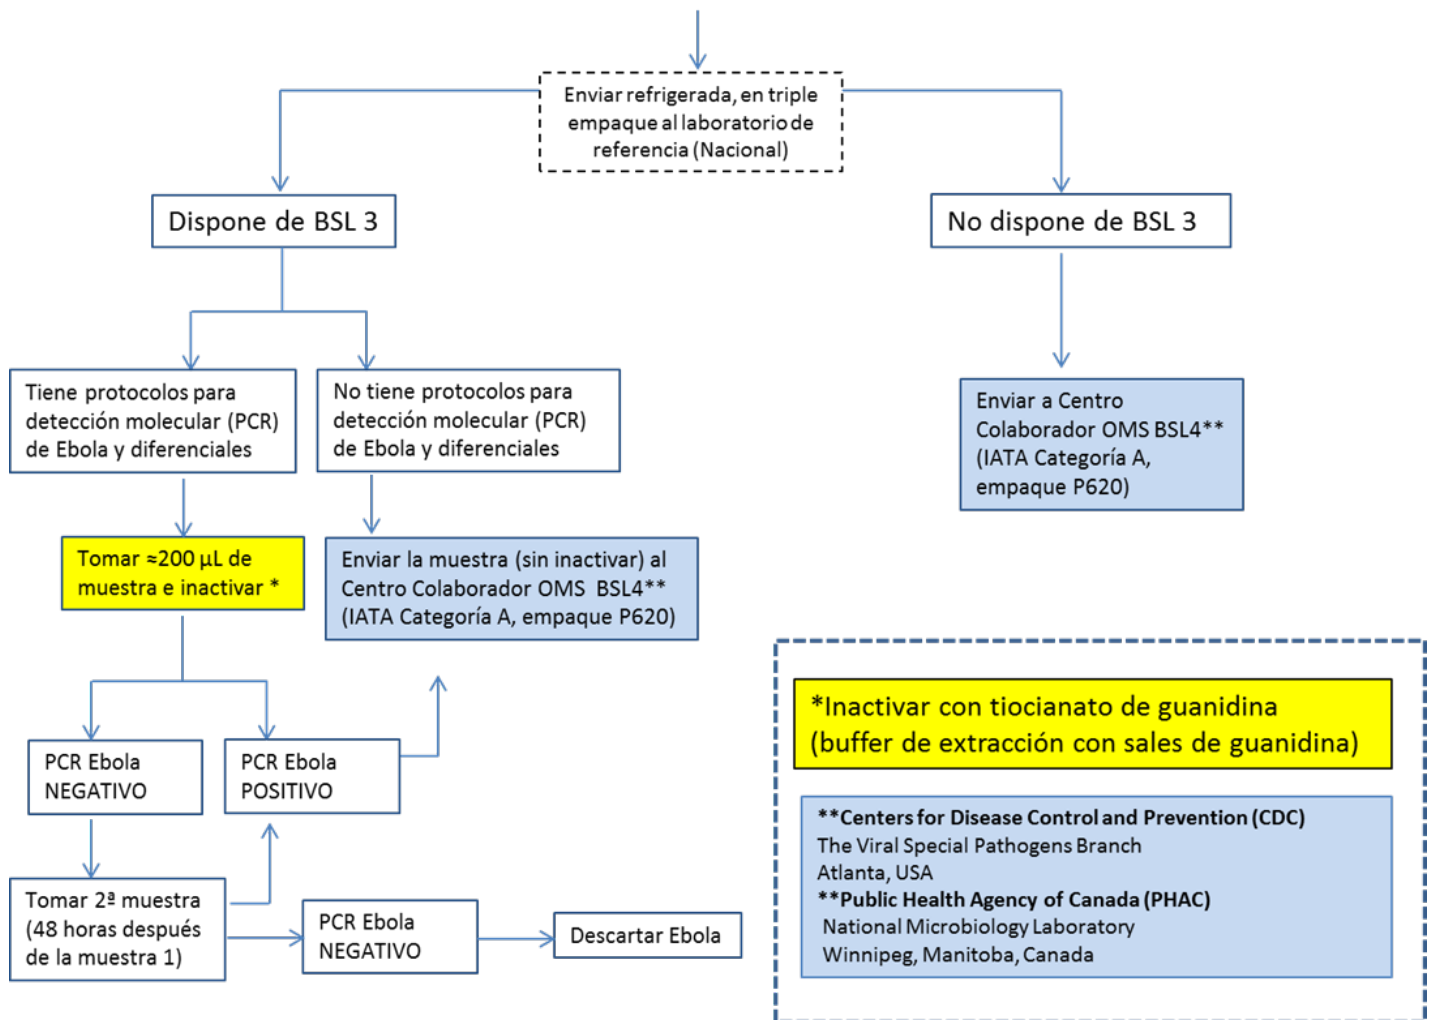 Enviar refrigerada, en triple
empaque al laboratorio de
referencia (Nacional)
Dispone de BSL 3
No dispone de BSL 3
Tiene protocolos para
detección molecular (PCR)
de Ebola y diferenciales
No tiene protocolos para
detección molecular (PCR)
de Ebola y diferenciales
Enviar a Centro
Colaborador OMS BSL4**
(IATA Categoría A,
empaque P620)
Tomar ≈200 µL de
muestra e inactivar *
Enviar la muestra (sin inactivar) al
Centro Colaborador OMS BSL4**
(IATA Categoría A, empaque P620)
PCR Ebola
NEGATIVO
PCR Ebola
POSITIVO
Tomar 2ª muestra
(48 horas después
de la muestra 1)
PCR Ebola
NEGATIVO
Descartar Ebola
*Inactivar con tiocianato de guanidina
(buffer de extracción con sales de guanidina)
**Centers for Disease Control and Prevention (CDC)
The Viral Special Pathogens Branch
Atlanta, USA
**Public Health Agency of Canada (PHAC)
National Microbiology Laboratory
Winnipeg, Manitoba, Canada